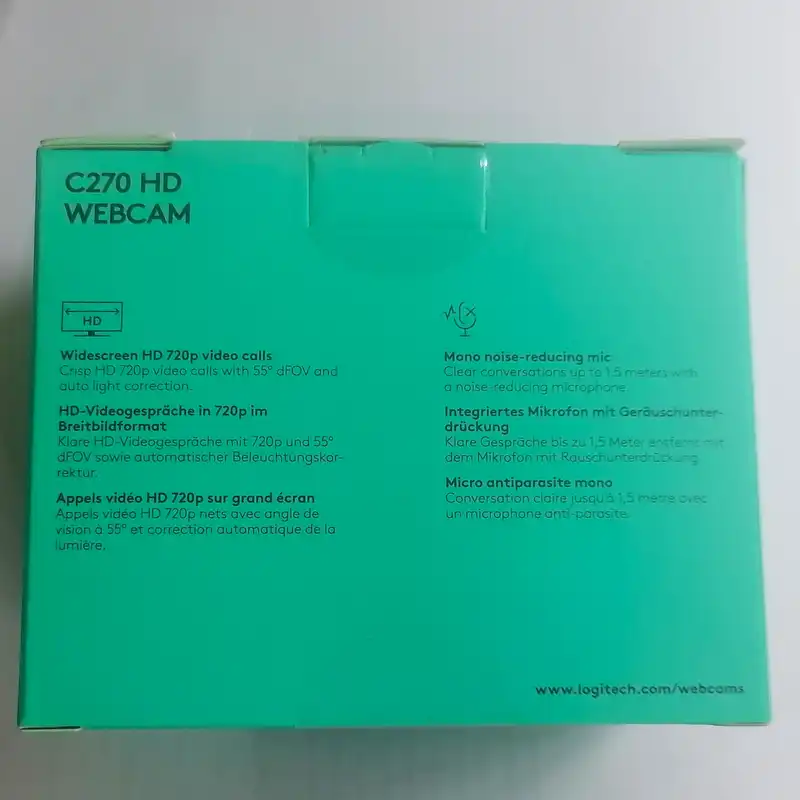 C270 HD
WEBCAM
HD
Widescreen HD 720p video calls
Crisp HD 720p video calls with 55° dFOV and
auto light correction.
HD-Videogespräche in 720p im
Breitbildformat
Klare HD-Videogespräche mit 720p und 55°
dFOV sowie automatischer Beleuchtungskor-
rektur.
Appels vidéo HD 720p sur grand écran
Appels vidéo HD 720p nets avec angle de
vision à 55° et correction automatique de la
lumière.
Mono noise-reducing mic
Clear conversations up to 1.5 meters with
a noise-reducing microphone.
Integriertes Mikrofon mit Geräuschunter-
drückung
Klare Gespräche bis zu 1,5 Meter entfernt mit
dem Mikrofon mit Rauschunterdrückung.
Micro antiparasite mono
Conversation claire jusqu'à 1,5 mètre avec
un microphone anti-parasite.
www.logitech.com/webcams